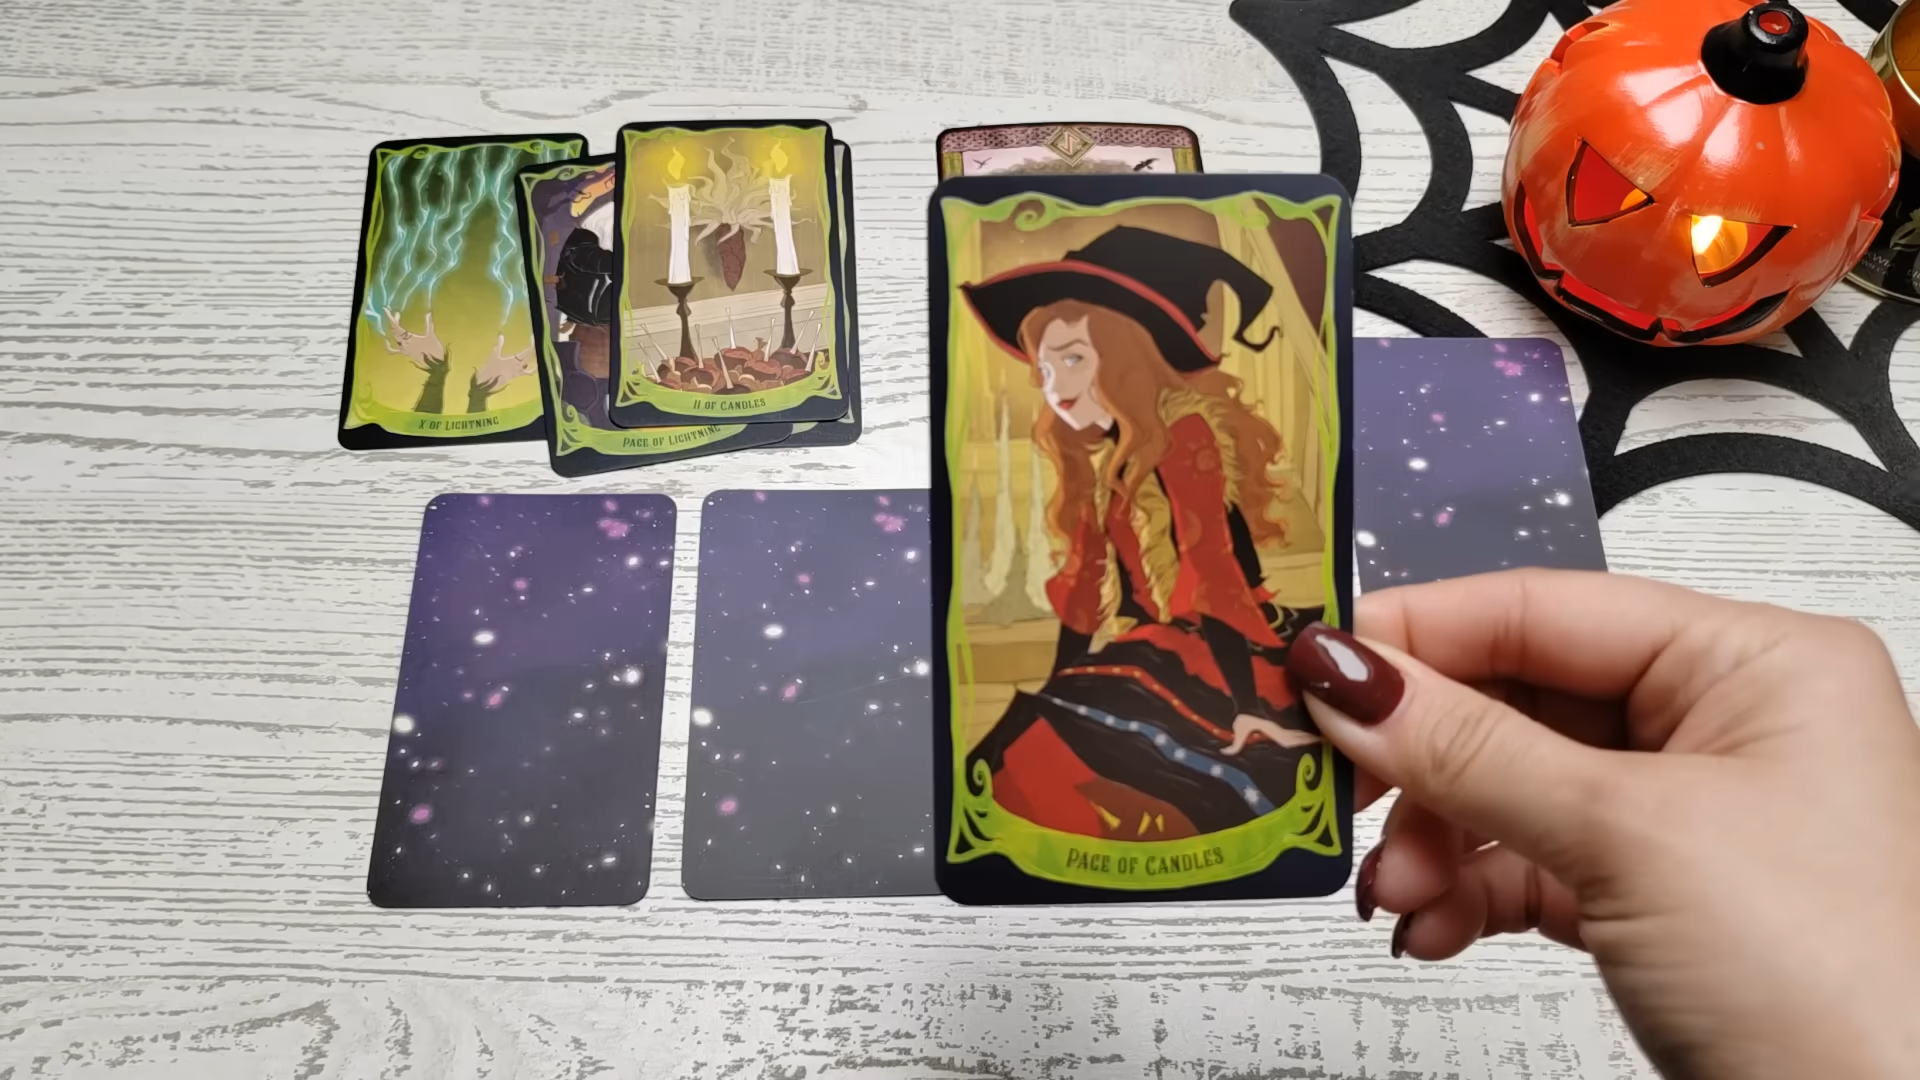 X OF LIGHTNING
PAGE OF LIGHTNING
II OF CANDLES
PAGE OF CANDLES